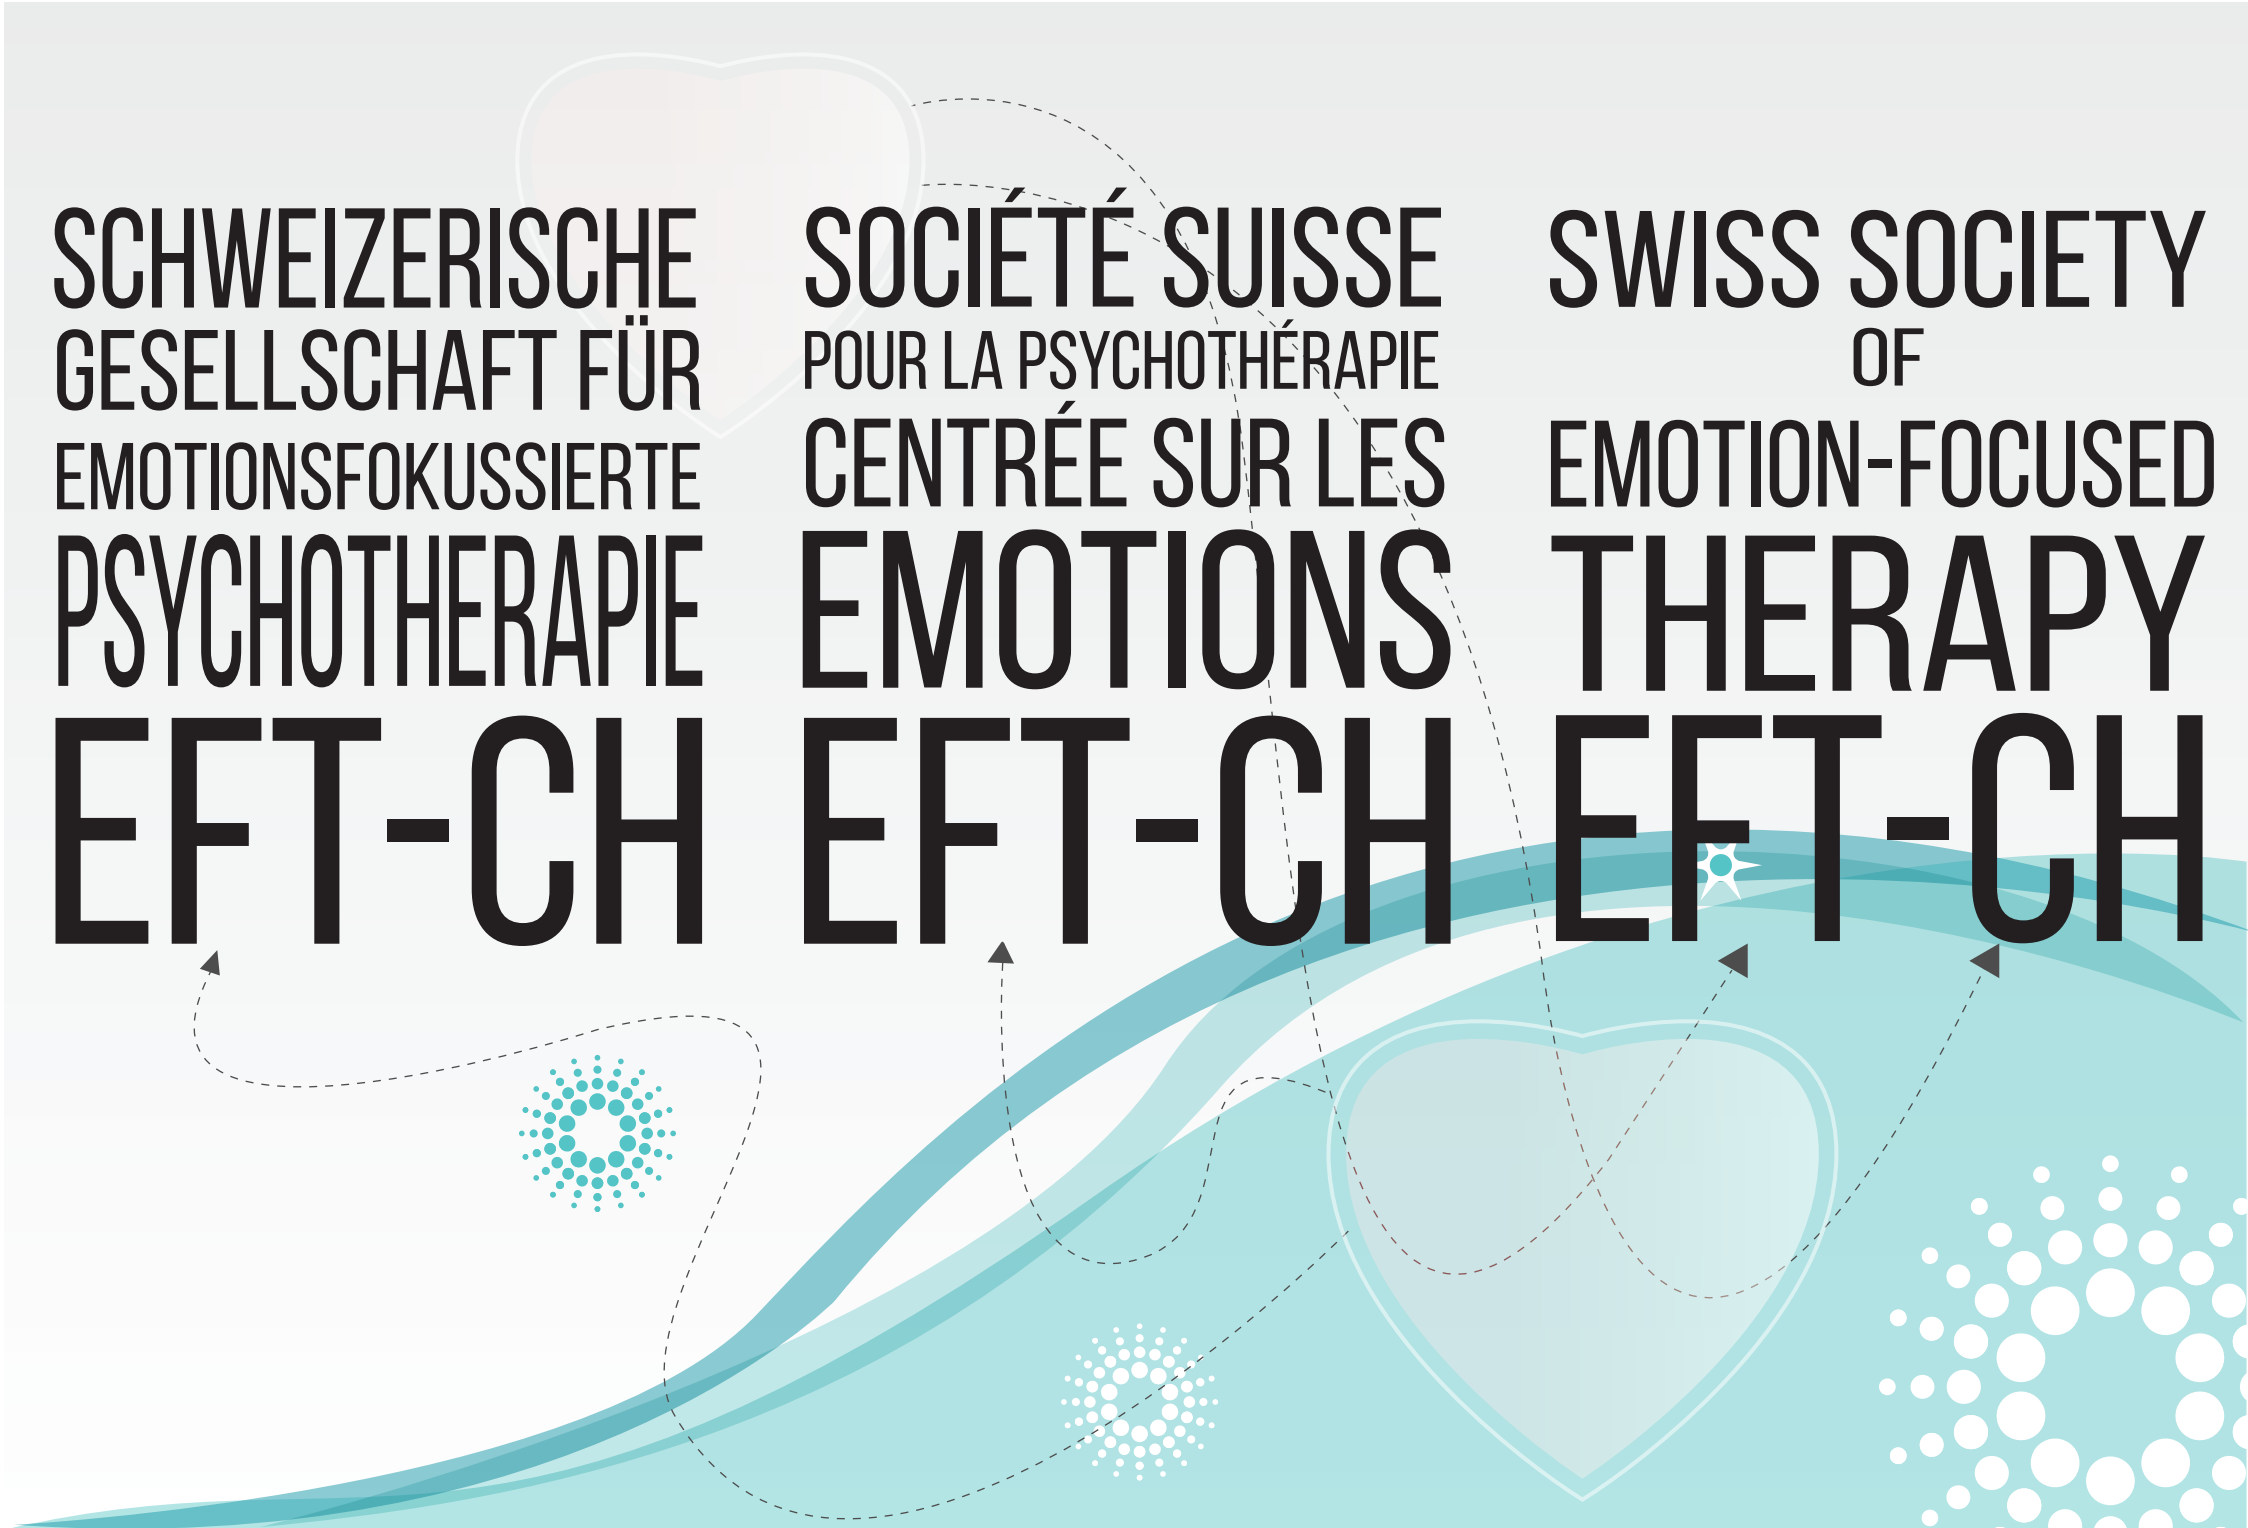 SCHWEIZERISCHE
GESELLSCHAFT FÜR
EMOTIONSFOKUSSIERTE
PSYCHOTHERAPIE
EFT-CH
SOCIÉTÉ SUISSE
POUR LA PSYCHOTHÉRAPIE
CENTRÉE SUR LES
EMOTIONS
EFT-CH
SWISS SOCIETY
OF
EMOTION-FOCUSED
THERAPY
EFT-CH